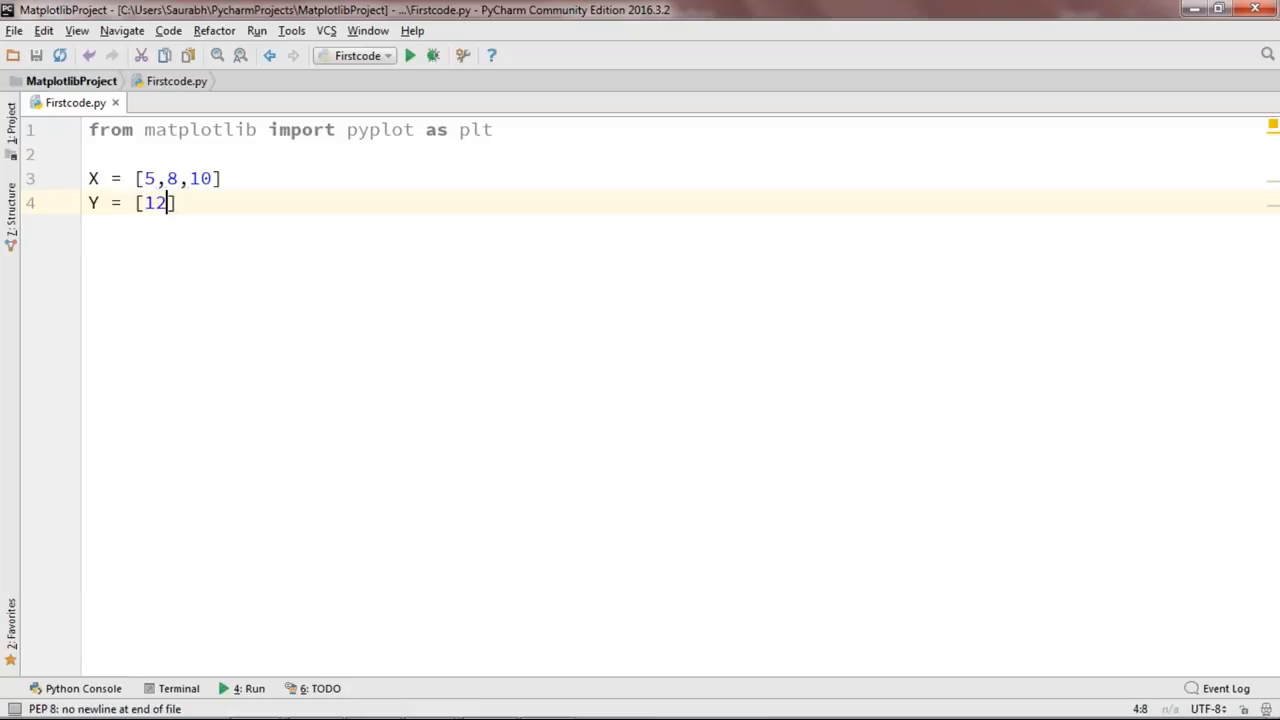 MatplotlibProject - [C:\Users\Saurabh\PycharmProjects\MatplotlibProject] - ...\Firstcode.py - PyCharm Community Edition 2016.3.2
File Edit View Navigate Code Refactor Run Tools VCS Window Help
Firstcode
MatplotlibProject Firstcode.py
Firstcode.py
1: Project
Z: Structure
2: Favorites
1 from matplotlib import pyplot as plt
2
3 X = [5,8,10]
4 Y = [12]
Python Console Terminal 4: Run 6: TODO Event Log
PEP 8: no newline at end of file 4:8 n/a UTF-8